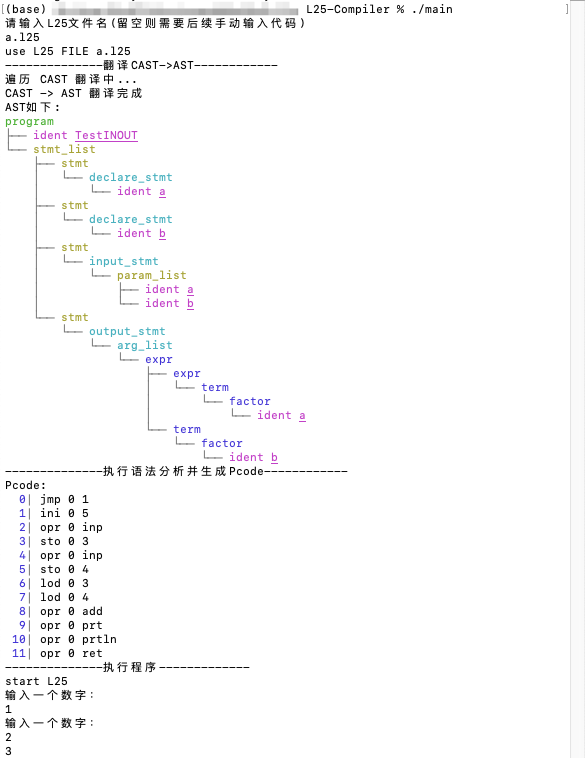 (base) L25-Compiler % ./main
请输入L25文件名(留空则需要后续手动输入代码)
a.l25
use L25 FILE a.l25
--------------翻译CAST->AST------------
遍历 CAST 翻译中...
CAST -> AST 翻译完成
AST如下:
program
├── ident TestINOUT
└── stmt_list
    ├── stmt
    │   └── declare_stmt
    │       └── ident a
    ├── stmt
    │   └── declare_stmt
    │       └── ident b
    ├── stmt
    │   └── input_stmt
    │       └── param_list
    │           ├── ident a
    │           └── ident b
    └── stmt
        └── output_stmt
            └── arg_list
                └── expr
                    ├── expr
                    │   └── term
                    │       └── factor
                    │           └── ident a
                    └── term
                        └── factor
                            └── ident b
--------------执行语法分析并生成Pcode------------
Pcode:
  0| jmp 0 1
  1| ini 0 5
  2| opr 0 inp
  3| sto 0 3
  4| opr 0 inp
  5| sto 0 4
  6| lod 0 3
  7| lod 0 4
  8| opr 0 add
  9| opr 0 prt
 10| opr 0 prtln
 11| opr 0 ret
--------------执行程序-------------
start L25
输入一个数字:
1
输入一个数字:
2
3